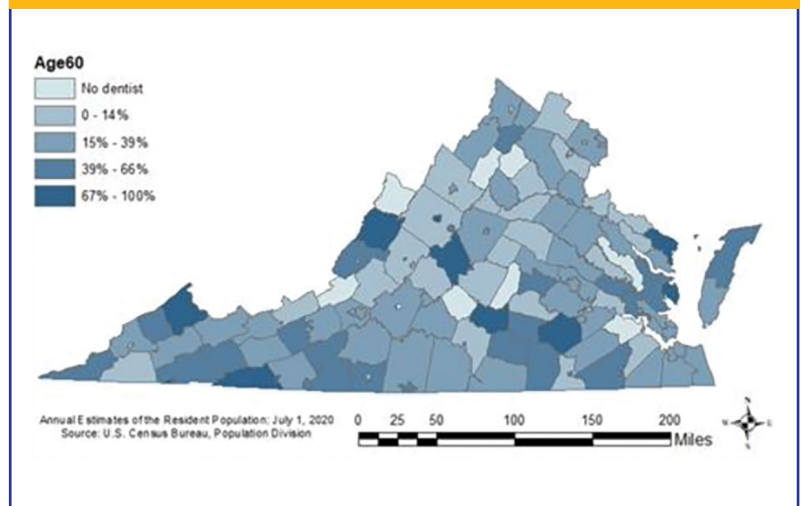 Age60
No dentist
0 - 14%
15% - 39%
39% - 66%
67% - 100%
Annual Estimates of the Resident Population: July 1, 2020
Source: U.S. Census Bureau, Population Division
0 25 50 100 150 200
Miles
N
W E
S